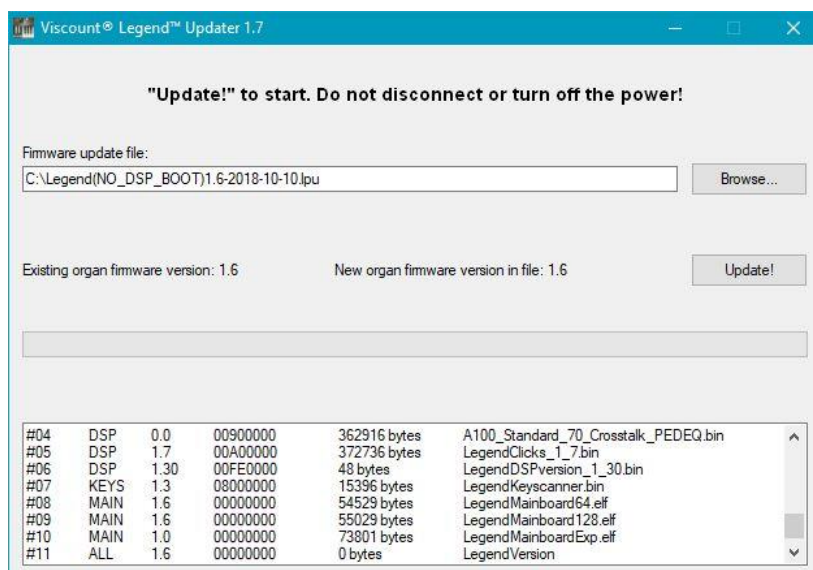 Viscount® Legend™ Updater 1.7
"Update!" to start. Do not disconnect or turn off the power!
Firmware update file:
C:\Legend(NO_DSP_BOOT)1.6-2018-10-10.lpu Browse...
Existing organ firmware version: 1.6 New organ firmware version in file: 1.6 Update!
#04 DSP 0.0 00900000 362916 bytes A100_Standard_70_Crosstalk_PEDEQ.bin
#05 DSP 1.7 00A00000 372736 bytes LegendClicks_1_7.bin
#06 DSP 1.30 00FE0000 48 bytes LegendDSPversion_1_30.bin
#07 KEYS 1.3 08000000 15396 bytes LegendKeyscanner.bin
#08 MAIN 1.6 00000000 54529 bytes LegendMainboard64.elf
#09 MAIN 1.6 00000000 55029 bytes LegendMainboard128.elf
#10 MAIN 1.0 00000000 73801 bytes LegendMainboardExp.elf
#11 ALL 1.6 00000000 0 bytes LegendVersion